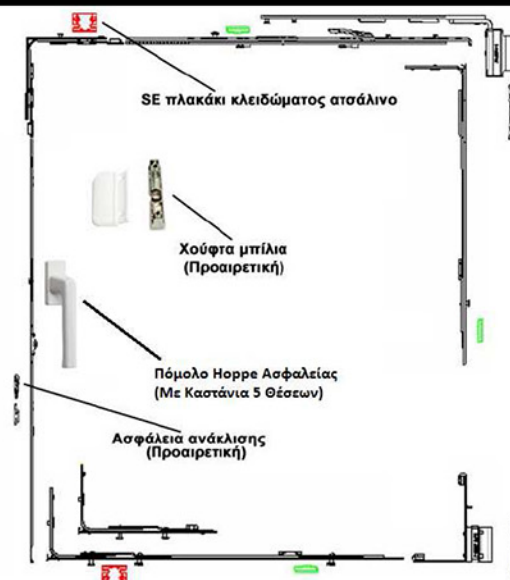 SE πλακάκι κλειδώματος ατσάλινο
Χούφτα μπίλια
(Προαιρετική)
Πόμολο Hoppe Ασφαλείας
(Με Καστάνια 5 Θέσεων)
Ασφάλεια ανάκλισης
(Προαιρετική)